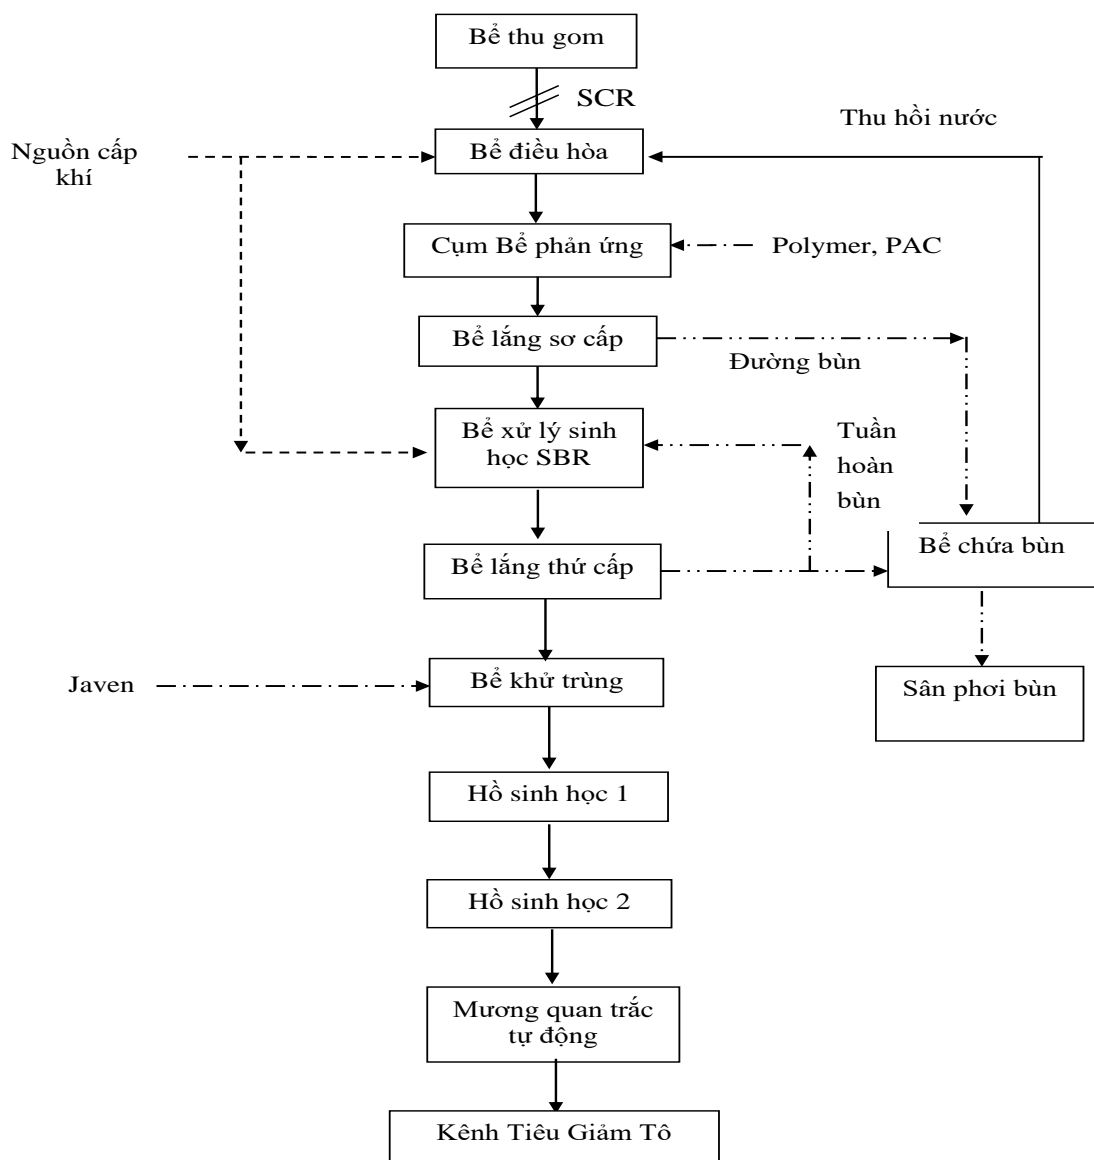 Bể thu gom
SCR
Thu hồi nước
Nguồn cấp
khí
Bể điều hòa
Cụm Bể phản ứng
Polymer, PAC
Bể lắng sơ cấp
Đường bùn
Bể xử lý sinh
học SBR
Tuần
hoàn
bùn
Bể chứa bùn
Bể lắng thứ cấp
Javen
Bể khử trùng
Sân phơi bùn
Hồ sinh học 1
Hồ sinh học 2
Mương quan trắc
tự động
Kênh Tiêu Giảm Tô